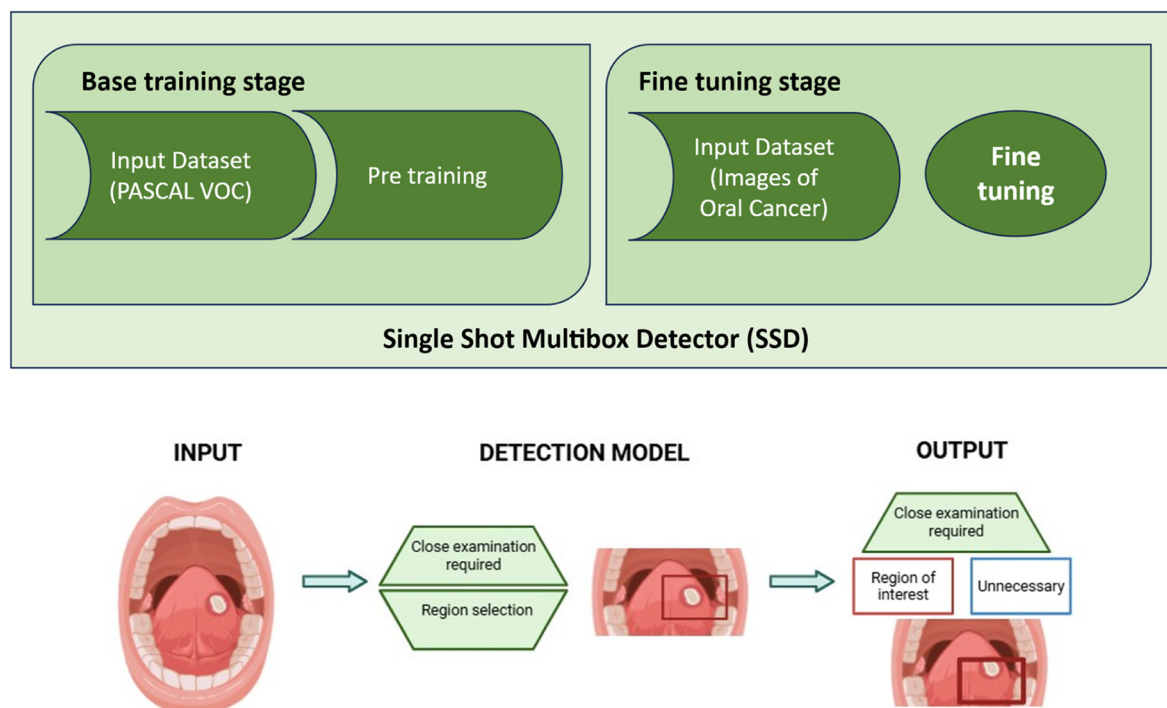 Base training stage
Input Dataset
(PASCAL VOC)
Pre training
Fine tuning stage
Input Dataset
(Images of
Oral Cancer)
Fine
tuning
Single Shot Multibox Detector (SSD)
INPUT
DETECTION MODEL
Close examination
required
Region selection
OUTPUT
Close examination
required
Region of
interest
Unnecessary